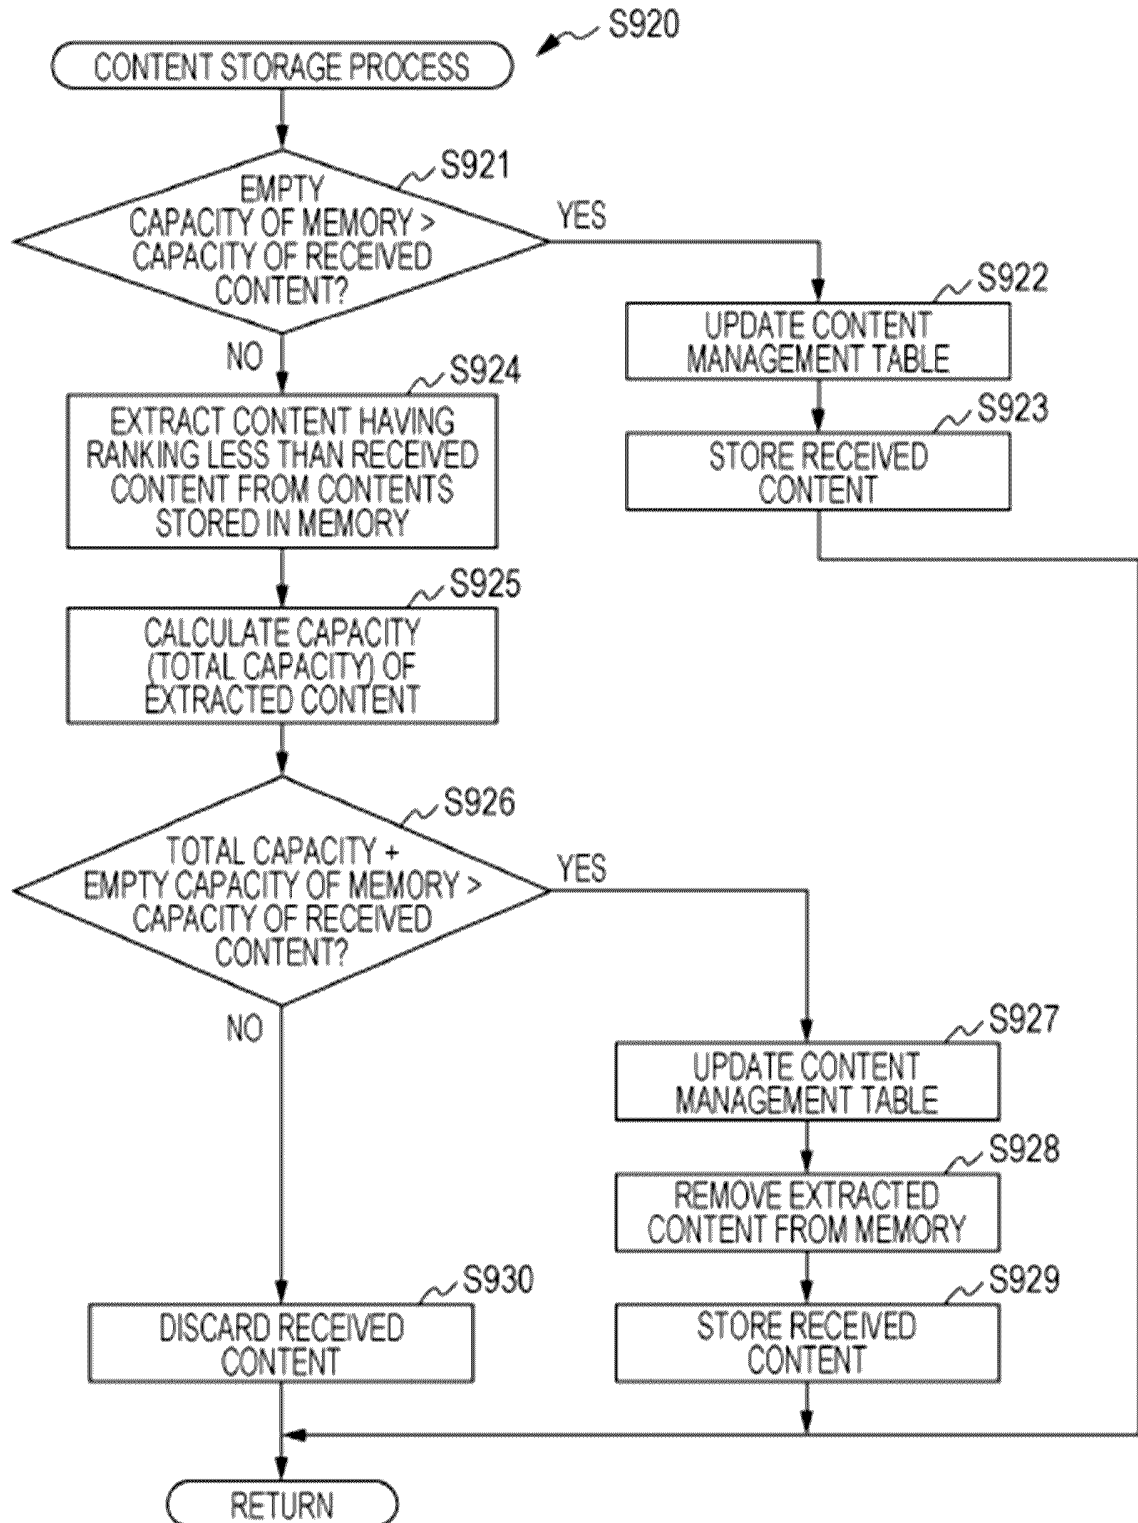 S920
CONTENT STORAGE PROCESS
S921
EMPTY
CAPACITY OF MEMORY >
CAPACITY OF RECEIVED
CONTENT?
YES
NO
S922
UPDATE CONTENT
MANAGEMENT TABLE
S923
STORE RECEIVED
CONTENT
S924
EXTRACT CONTENT HAVING
RANKING LESS THAN RECEIVED
CONTENT FROM CONTENTS
STORED IN MEMORY
S925
CALCULATE CAPACITY
(TOTAL CAPACITY) OF
EXTRACTED CONTENT
S926
TOTAL CAPACITY +
EMPTY CAPACITY OF MEMORY >
CAPACITY OF RECEIVED
CONTENT?
YES
NO
S927
UPDATE CONTENT
MANAGEMENT TABLE
S928
REMOVE EXTRACTED
CONTENT FROM MEMORY
S929
STORE RECEIVED
CONTENT
S930
DISCARD RECEIVED
CONTENT
RETURN